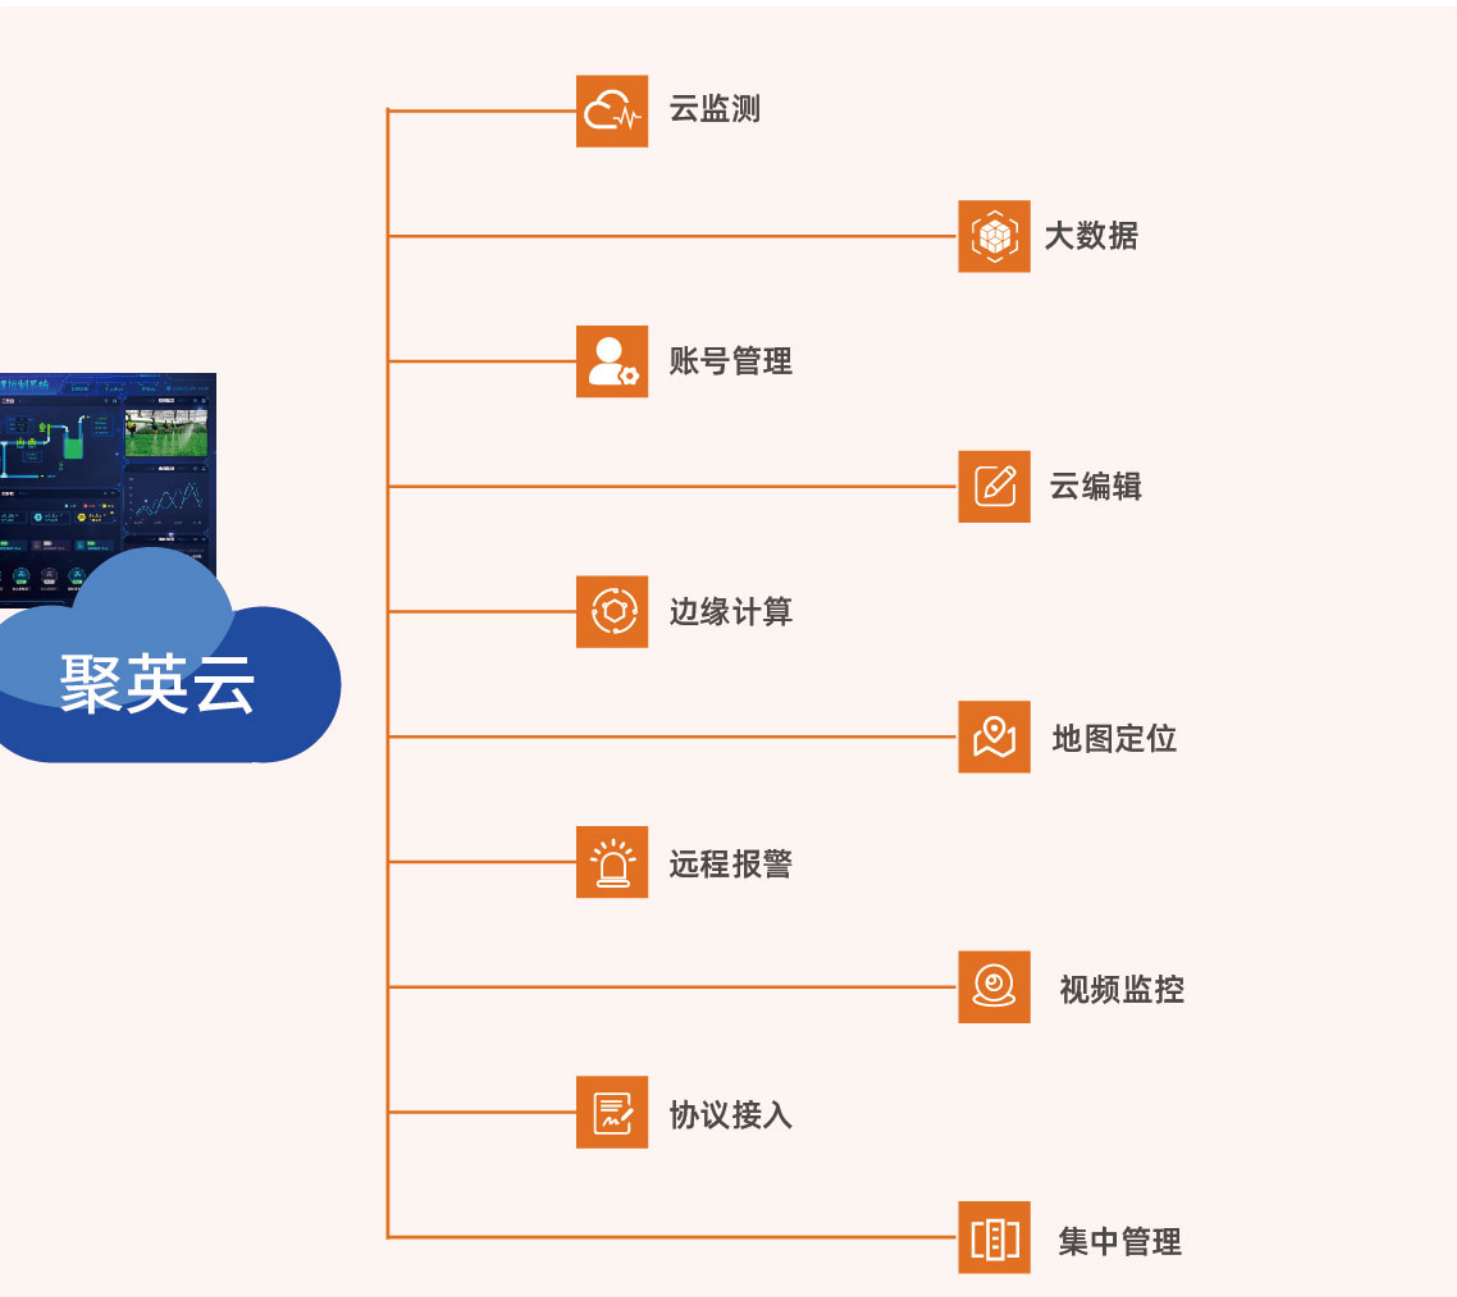 云监测
大数据
账号管理
云编辑
边缘计算
聚英云
地图定位
远程报警
视频监控
协议接入
集中管理